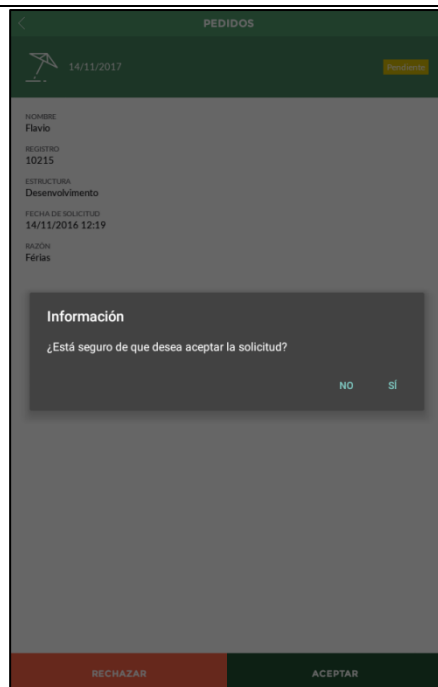 PEDIDOS
14/11/2017
Pendiente
NOMBRE
Flavio
REGISTRO
10215
ESTRUCTURA
Desenvolvimento
FECHA DE SOLICITUD
14/11/2016 12:19
RAZÓN
Férias
Información
¿Está seguro de que desea aceptar la solicitud?
NO SÍ
RECHAZAR ACEPTAR